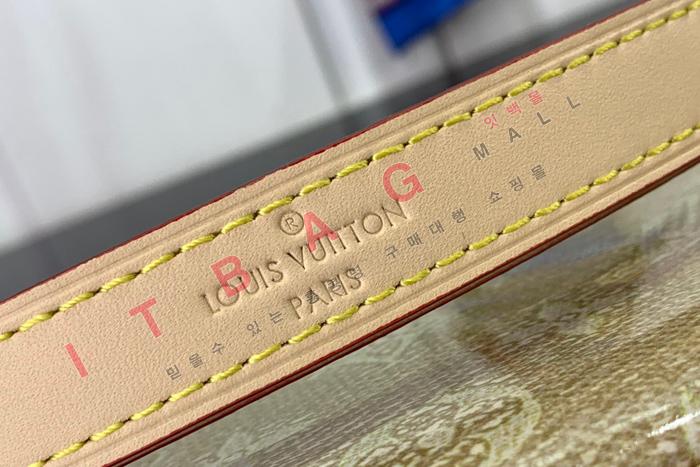 잇백몰
ITBAG MALL
®
LOUIS VUITTON
PARIS
믿을수 있는 구매대형 쇼핑몰